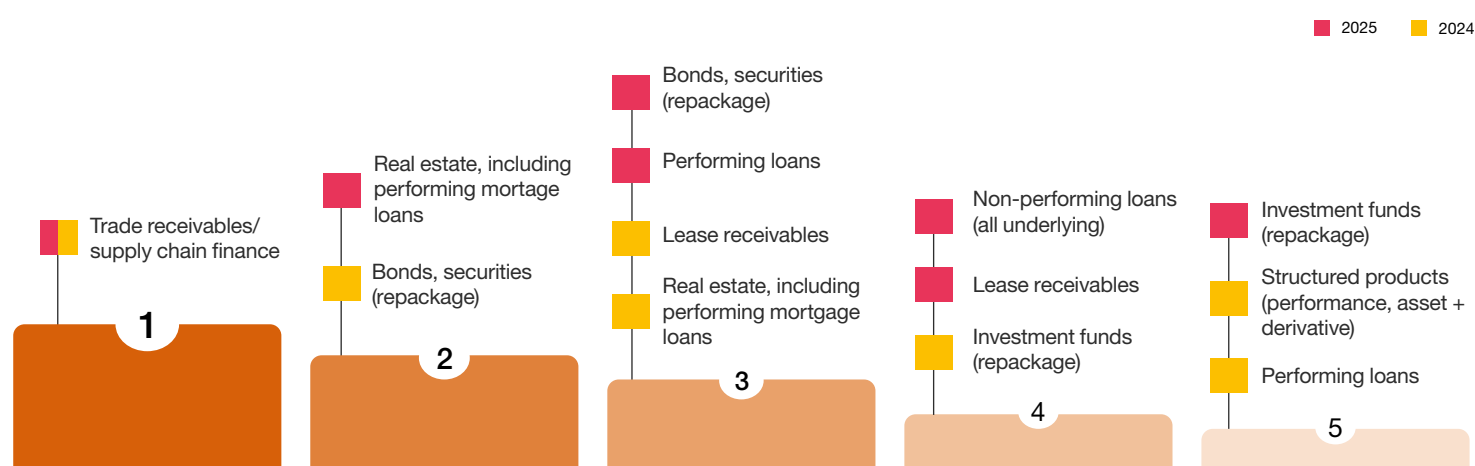 2025
2024
Trade receivables/
supply chain finance
1
Real estate, including
performing mortage
loans
Bonds, securities
(repackage)
2
Bonds, securities
(repackage)
Performing loans
Lease receivables
Real estate, including
performing mortgage
loans
3
Non-performing loans
(all underlying)
Lease receivables
Investment funds
(repackage)
4
Investment funds
(repackage)
Structured products
(performance, asset +
derivative)
Performing loans
5